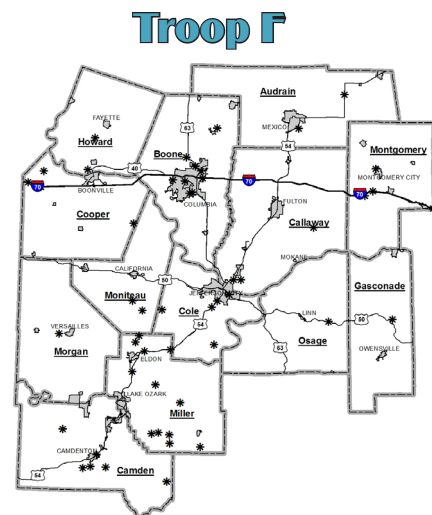 Troop F
Audrain
FAYETTE
63
MEXICO
Howard
Boone
54
Montgomery
40
70
70
MONTGOMERY CITY
70
BOONVILLE
COLUMBIA
FULTON
Cooper
Callaway
MOKANE
CALIFORNIA
50
Gasconade
Moniteau
JEFFERSON CITY
Cole
LINN
50
54
VERSAILLES
Morgan
Osage
63
OWENSVILLE
ELDON
LAKE OZARK
Miller
CAMDENTON
54
Camden